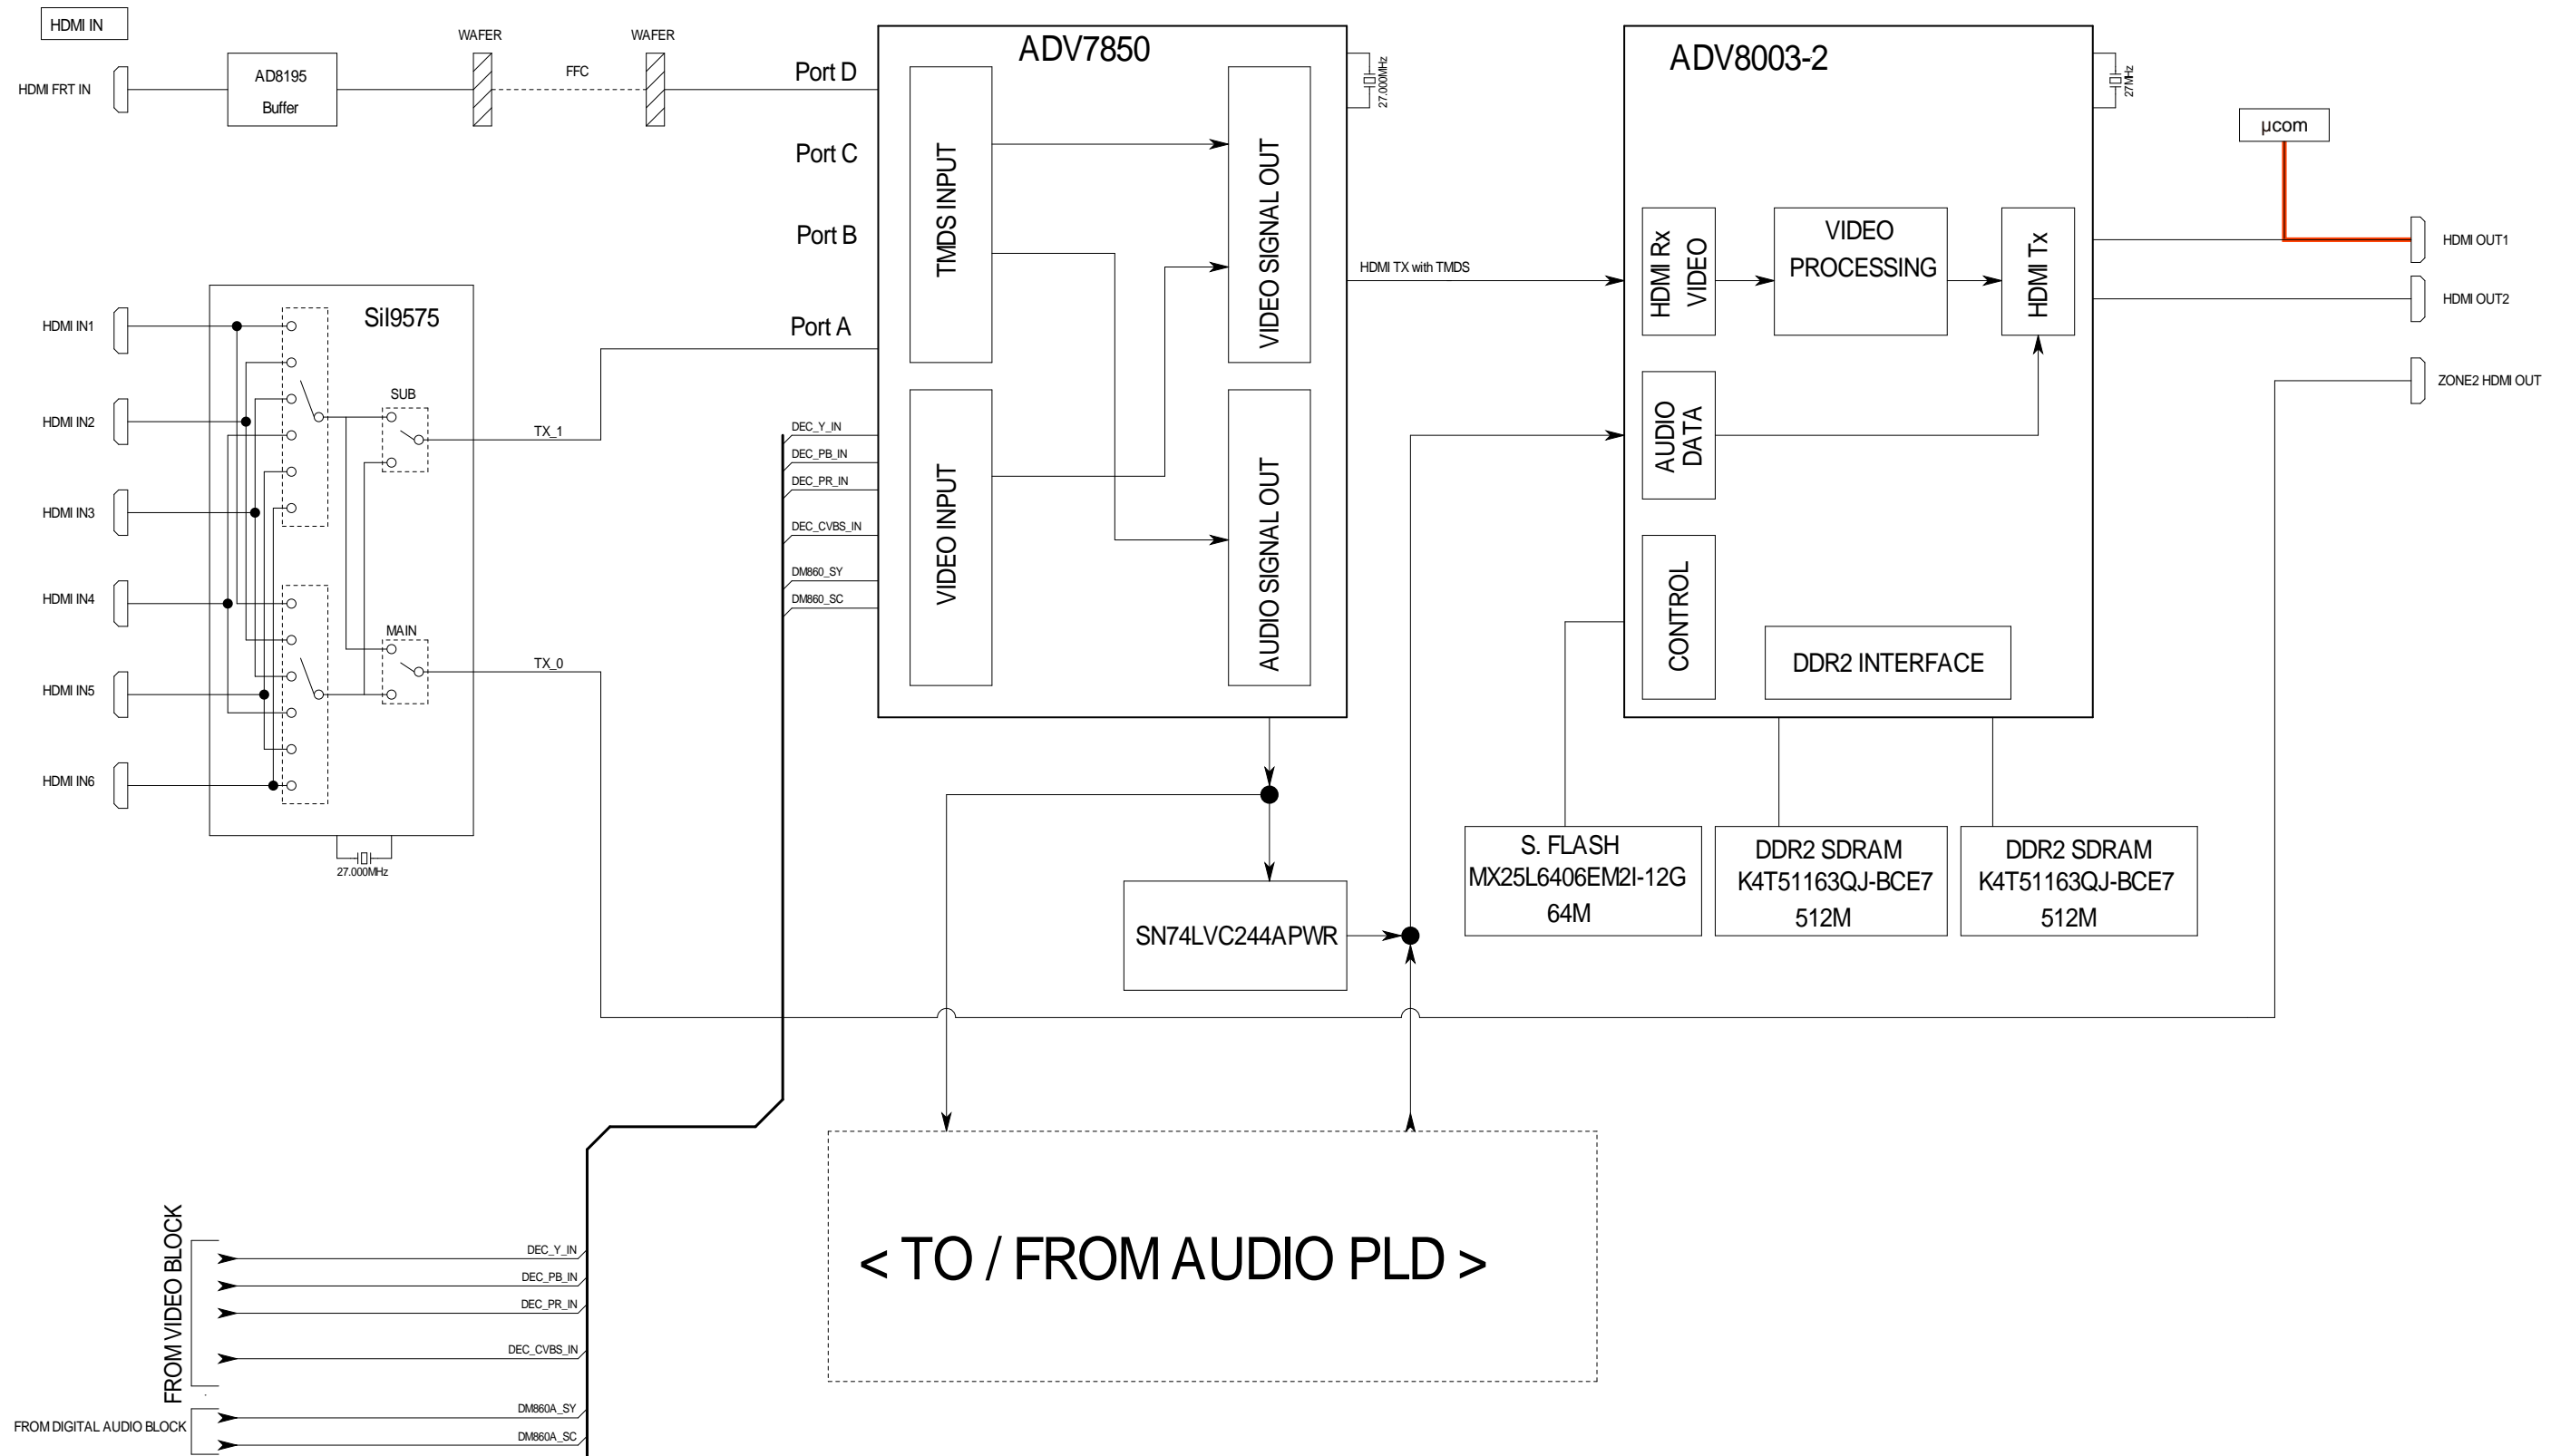 HDMI IN
HDMI FRT IN
AD8195
Buffer
WAFER
FFC
WAFER
Port D
Port C
Port B
Port A
ADV7850
TMDS INPUT
VIDEO SIGNAL OUT
VIDEO INPUT
AUDIO SIGNAL OUT
27.000MHz
HDMI TX with TMDS
ADV8003-2
27MHz
HDMI Rx
VIDEO
VIDEO
PROCESSING
HDMI Tx
AUDIO
DATA
CONTROL
DDR2 INTERFACE
µcom
HDMI OUT1
HDMI OUT2
ZONE2 HDMI OUT
HDMI IN1
HDMI IN2
HDMI IN3
HDMI IN4
HDMI IN5
HDMI IN6
SiI9575
SUB
MAIN
TX_1
TX_0
27.000MHz
DEC_Y_IN
DEC_PB_IN
DEC_PR_IN
DEC_CVBS_IN
DM860_SY
DM860_SC
SN74LVC244APWR
S. FLASH
MX25L6406EM2I-12G
64M
DDR2 SDRAM
K4T51163QJ-BCE7
512M
DDR2 SDRAM
K4T51163QJ-BCE7
512M
< TO / FROM AUDIO PLD >
FROM VIDEO BLOCK
DEC_Y_IN
DEC_PB_IN
DEC_PR_IN
DEC_CVBS_IN
FROM DIGITAL AUDIO BLOCK
DM860A_SY
DM860A_SC